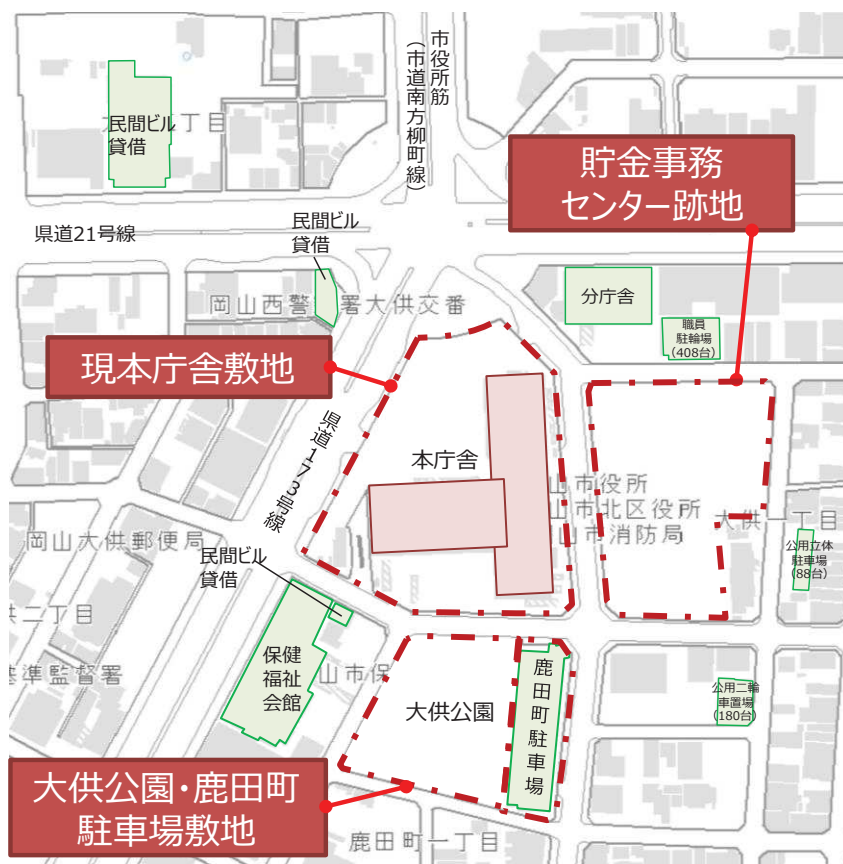 市役所筋
(市道南方柳町線)
民間ビル
貸借
丁目
貯金事務
センター跡地
県道21号線
民間ビル
貸借
分庁舎
岡山西警
署大供交番
職員
駐輪場
(408台)
現本庁舎敷地
県道173号線
本庁舎
山市役所
山市北区役所
山市消防局
大供一丁目
岡山大供郵便局
公用立体
駐車場
(88台)
民間ビル
貸借
供二丁目
基準監督署
保健
福祉
会館
山市保
大供公園
鹿田町駐車場
公用二輪
車置場
(180台)
大供公園・鹿田町
駐車場敷地
鹿田町一丁目